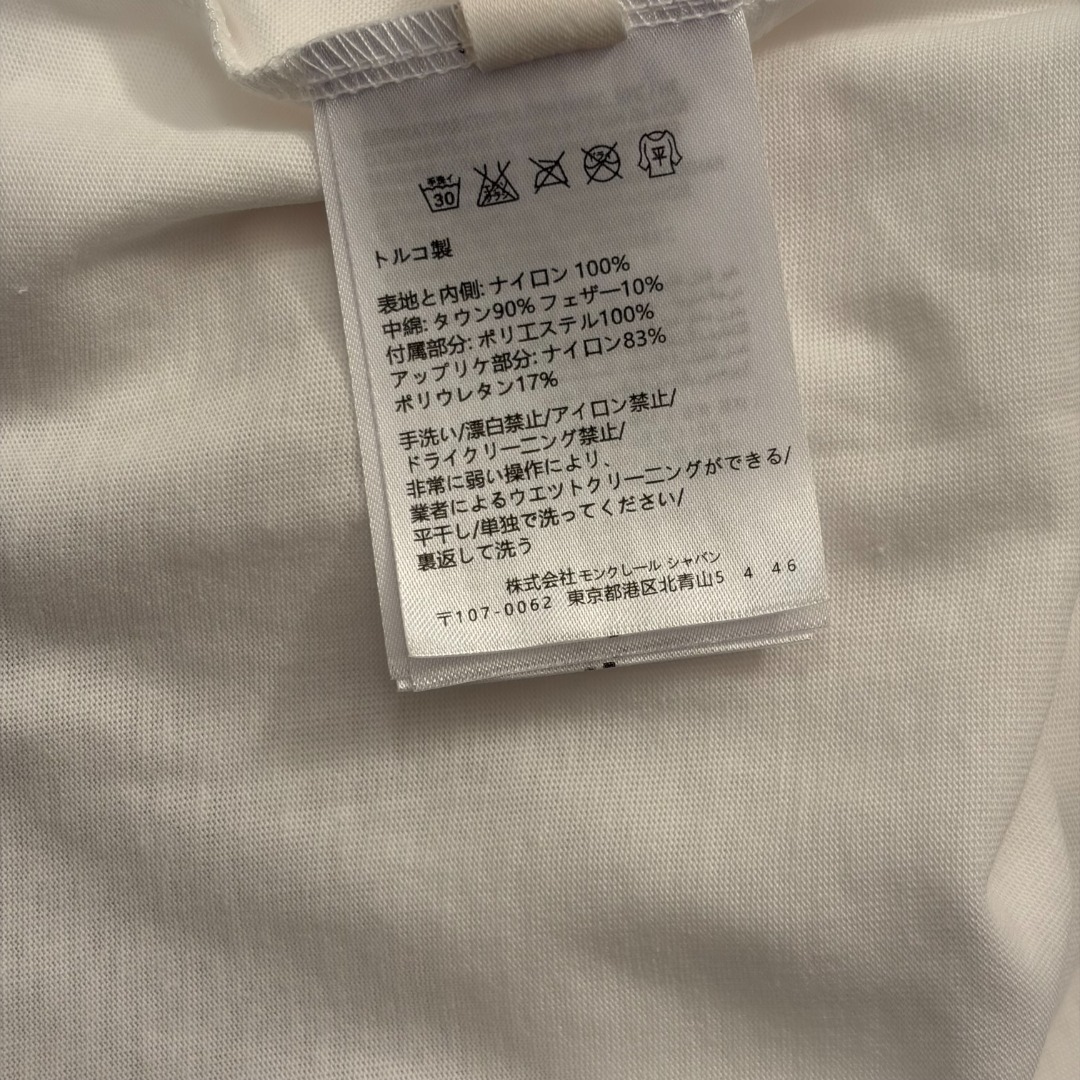 手洗イ
30
平
トルコ製
表地と内側: ナイロン 100%
中綿: タウン90% フェザー10%
付属部分: ポリエステル100%
アップリケ部分: ナイロン83%
ポリウレタン17%
手洗い/漂白禁止/アイロン禁止/
ドライクリーニング禁止/
非常に弱い操作により、
業者によるウエットクリーニングができる/
平干し/単独で洗ってください/
裏返して洗う
株式会社 モンクレール シャバン
〒107-0062 東京都港区北青山5 4 46